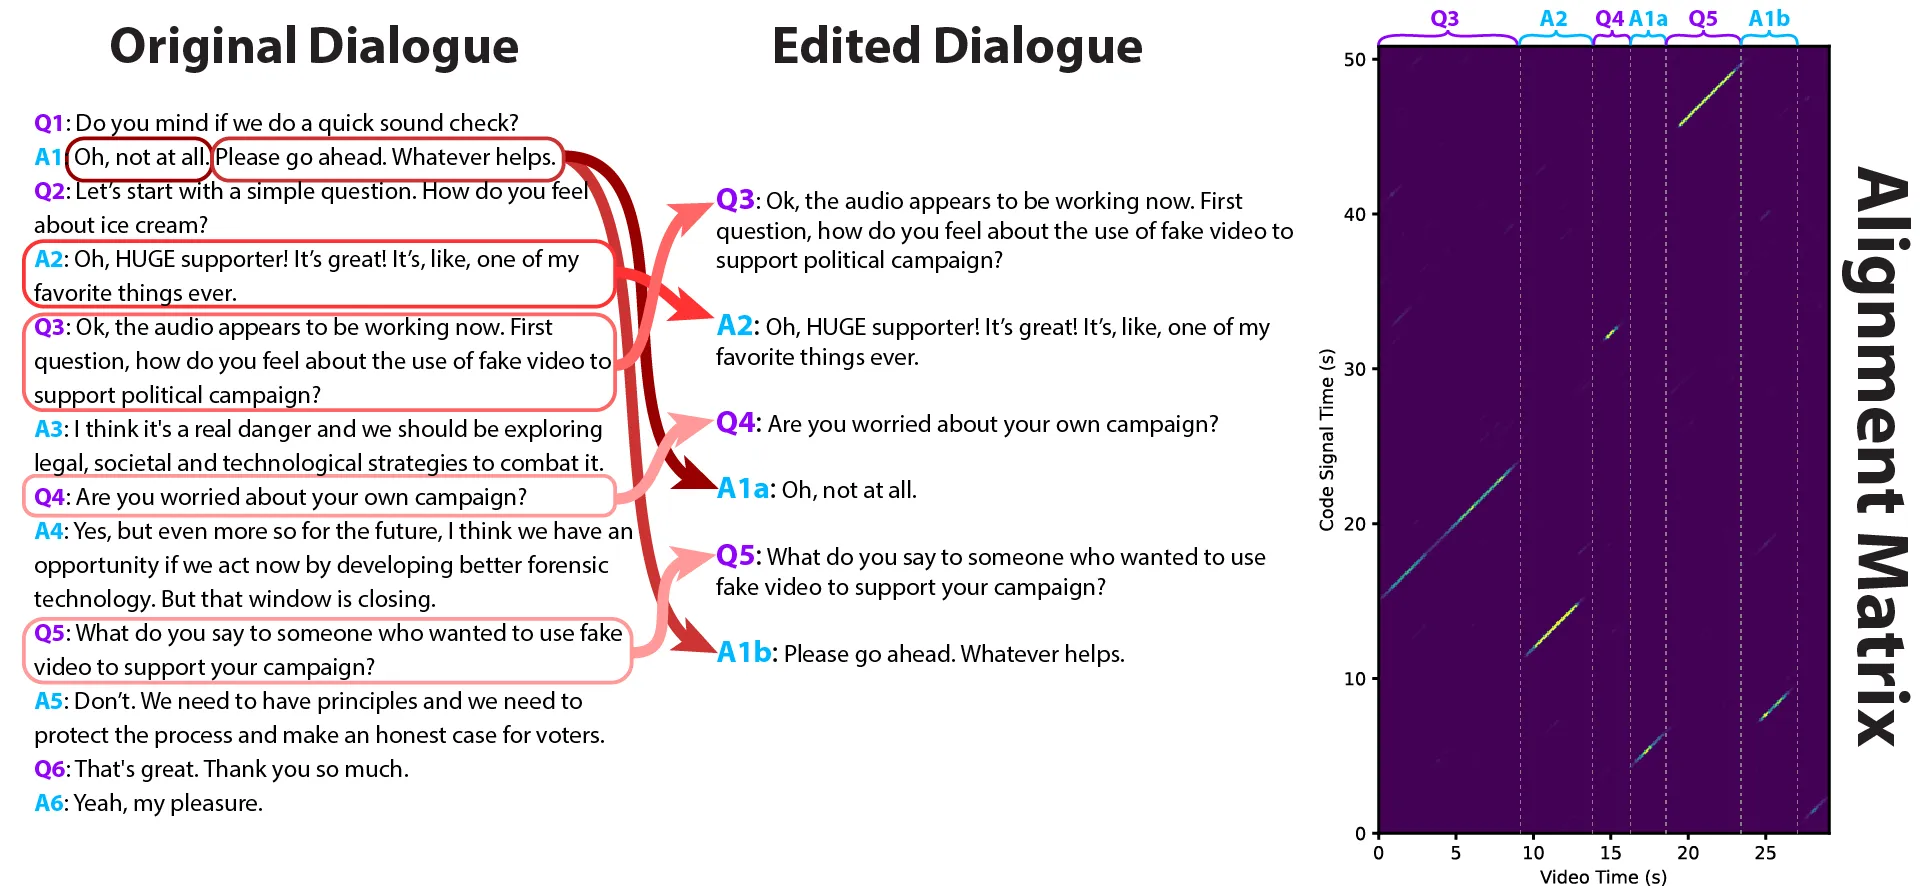 Original Dialogue
Q1: Do you mind if we do a quick sound check?
A1: Oh, not at all. Please go ahead. Whatever helps.
Q2: Let's start with a simple question. How do you feel
about ice cream?
A2: Oh, HUGE supporter! It's great! It's, like, one of my
favorite things ever.
Q3: Ok, the audio appears to be working now. First
question, how do you feel about the use of fake video to
support political campaign?
A3: I think it's a real danger and we should be exploring
legal, societal and technological strategies to combat it.
Q4: Are you worried about your own campaign?
A4: Yes, but even more so for the future, I think we have an
opportunity if we act now by developing better forensic
technology. But that window is closing.
Q5: What do you say to someone who wanted to use fake
video to support your campaign?
A5: Don't. We need to have principles and we need to
protect the process and make an honest case for voters.
Q6: That's great. Thank you so much.
A6: Yeah, my pleasure.
Edited Dialogue
Q3: Ok, the audio appears to be working now. First
question, how do you feel about the use of fake video to
support political campaign?
A2: Oh, HUGE supporter! It's great! It's, like, one of my
favorite things ever.
Q4: Are you worried about your own campaign?
A1a: Oh, not at all.
Q5: What do you say to someone who wanted to use
fake video to support your campaign?
A1b: Please go ahead. Whatever helps.
Q3 A2 Q4 A1a Q5 A1b
50
40
30
20
10
0
Code Signal Time (s)
0 5 10 15 20 25
Video Time (s)
Alignment Matrix